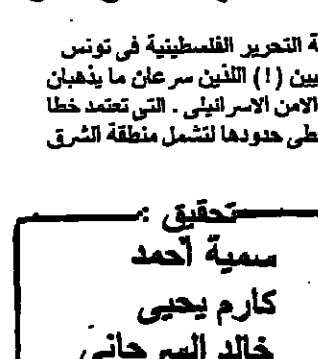 ة التحرير الفلسطينية فى تونس
يين (!) اللذين سرعان ما يذهبان
الامن الاسرائيلى . التى تعتمد خطا
طى حدودها لتشمل منطقة الشرق
تحقيق :
سمية أحمد
كارم يحيى
خالد السرجانى